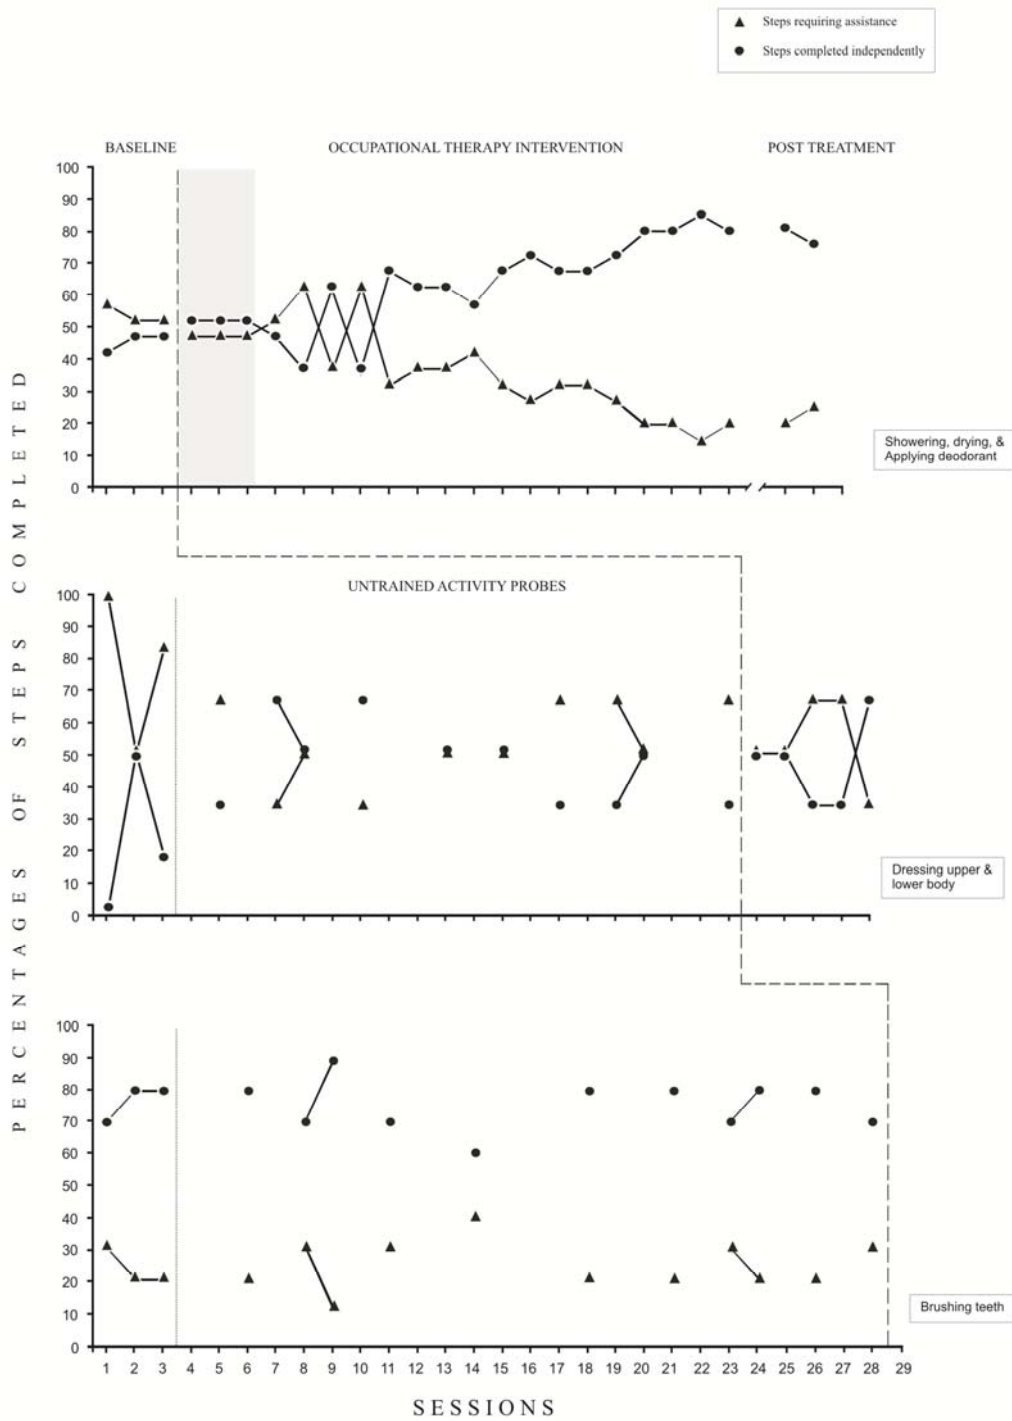 Steps requiring assistance
Steps completed independently
BASELINE
OCCUPATIONAL THERAPY INTERVENTION
POST TREATMENT
100
90
80
70
60
50
40
30
20
10
0
Showering, drying, &
Applying deodorant
PERCENTAGES OF STEPS COMPLETED
UNTRAINED ACTIVITY PROBES
100
90
80
70
60
50
40
30
20
10
0
Dressing upper &
lower body
100
90
80
70
60
50
40
30
20
10
0
Brushing teeth
1 2 3 4 5 6 7 8 9 10 11 12 13 14 15 16 17 18 19 20 21 22 23 24 25 26 27 28 29
SESSIONS